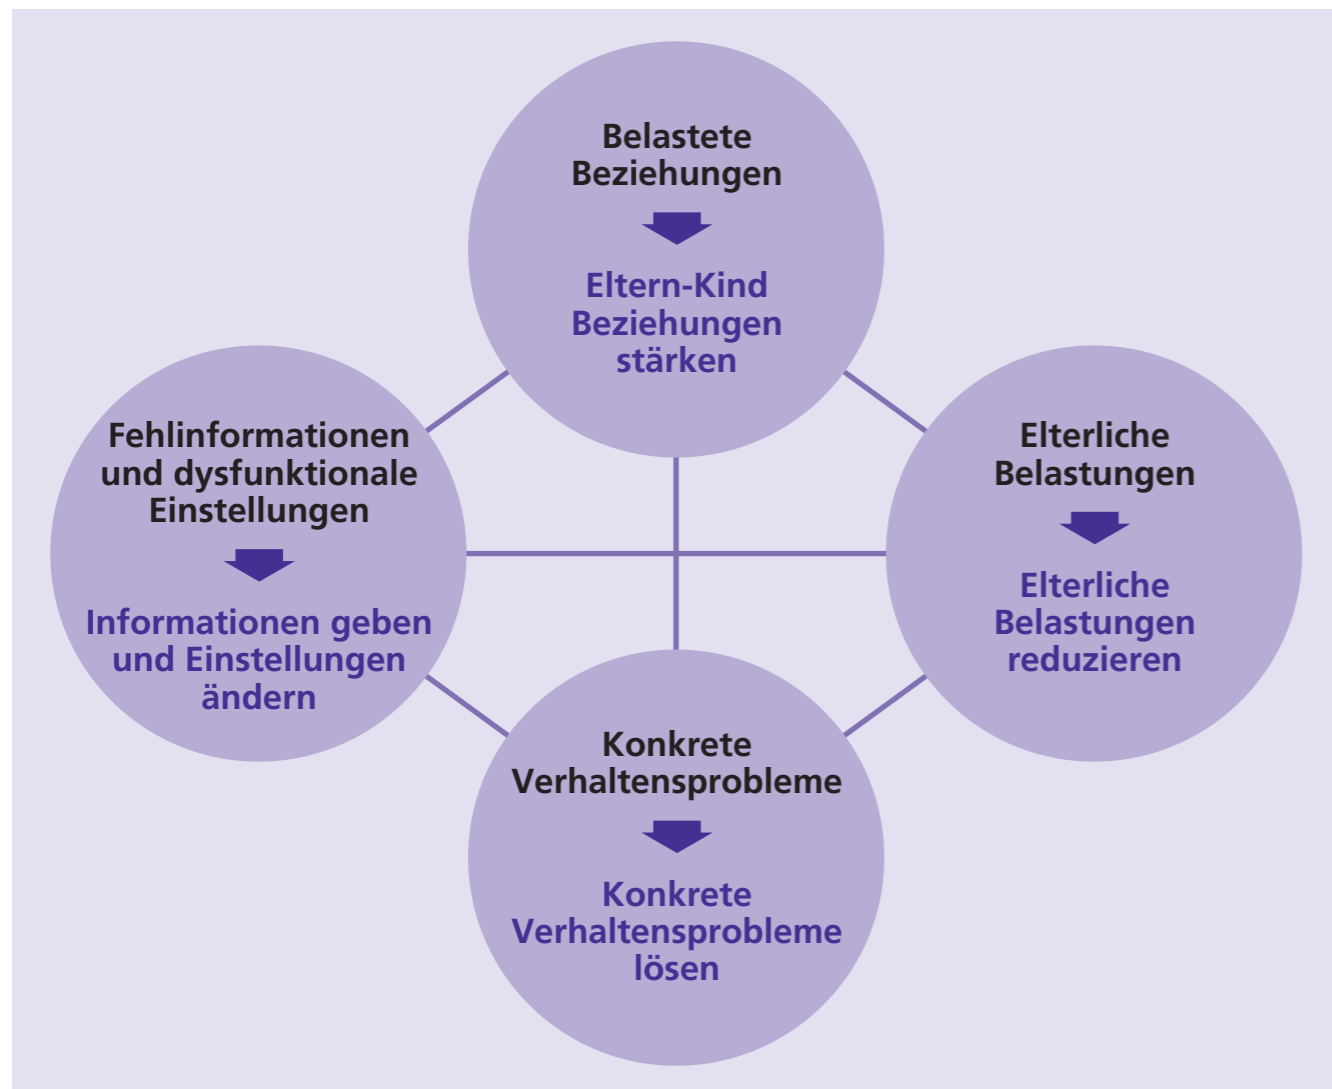 Belastete
Beziehungen
Eltern-Kind
Beziehungen
stärken
Fehlinformationen
und dysfunktionale
Einstellungen
Informationen geben
und Einstellungen
ändern
Elterliche
Belastungen
Elterliche
Belastungen
reduzieren
Konkrete
Verhaltensprobleme
Konkrete
Verhaltensprobleme
lösen